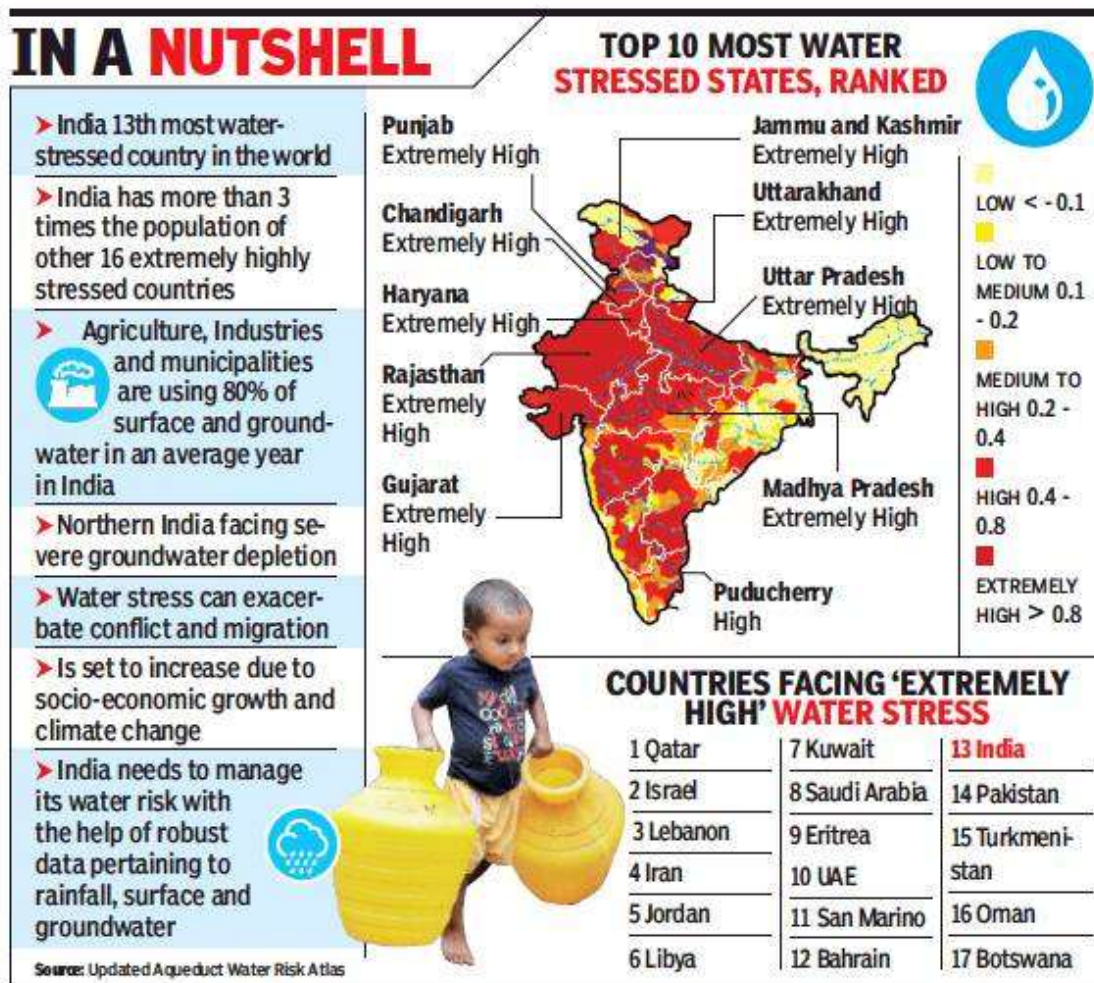 IN A NUTSHELL
➤ India 13th most water-
stressed country in the world
➤ India has more than 3
times the population of
other 16 extremely highly
stressed countries
➤ Agriculture, Industries
and municipalities
are using 80% of
surface and ground-
water in an average year
in India
➤ Northern India facing se-
vere groundwater depletion
➤ Water stress can exacer-
bate conflict and migration
➤ Is set to increase due to
socio-economic growth and
climate change
➤ India needs to manage
its water risk with
the help of robust
data pertaining to
rainfall, surface and
groundwater
Source: Updated Aqueduct Water Risk Atlas
TOP 10 MOST WATER
STRESSED STATES, RANKED
Punjab
Extremely High
Chandigarh
Extremely High
Haryana
Extremely High
Rajasthan
Extremely
High
Gujarat
Extremely
High
Jammu and Kashmir
Extremely High
Uttarakhand
Extremely High
Uttar Pradesh
Extremely High
Madhya Pradesh
Extremely High
Puducherry
High
LOW < - 0.1
LOW TO
MEDIUM 0.1
- 0.2
MEDIUM TO
HIGH 0.2 -
0.4
HIGH 0.4 -
0.8
EXTREMELY
HIGH > 0.8
COUNTRIES FACING ‘EXTREMELY
HIGH’ WATER STRESS
1 Qatar
2 Israel
3 Lebanon
4 Iran
5 Jordan
6 Libya
7 Kuwait
8 Saudi Arabia
9 Eritrea
10 UAE
11 San Marino
12 Bahrain
13 India
14 Pakistan
15 Turkmeni-
stan
16 Oman
17 Botswana